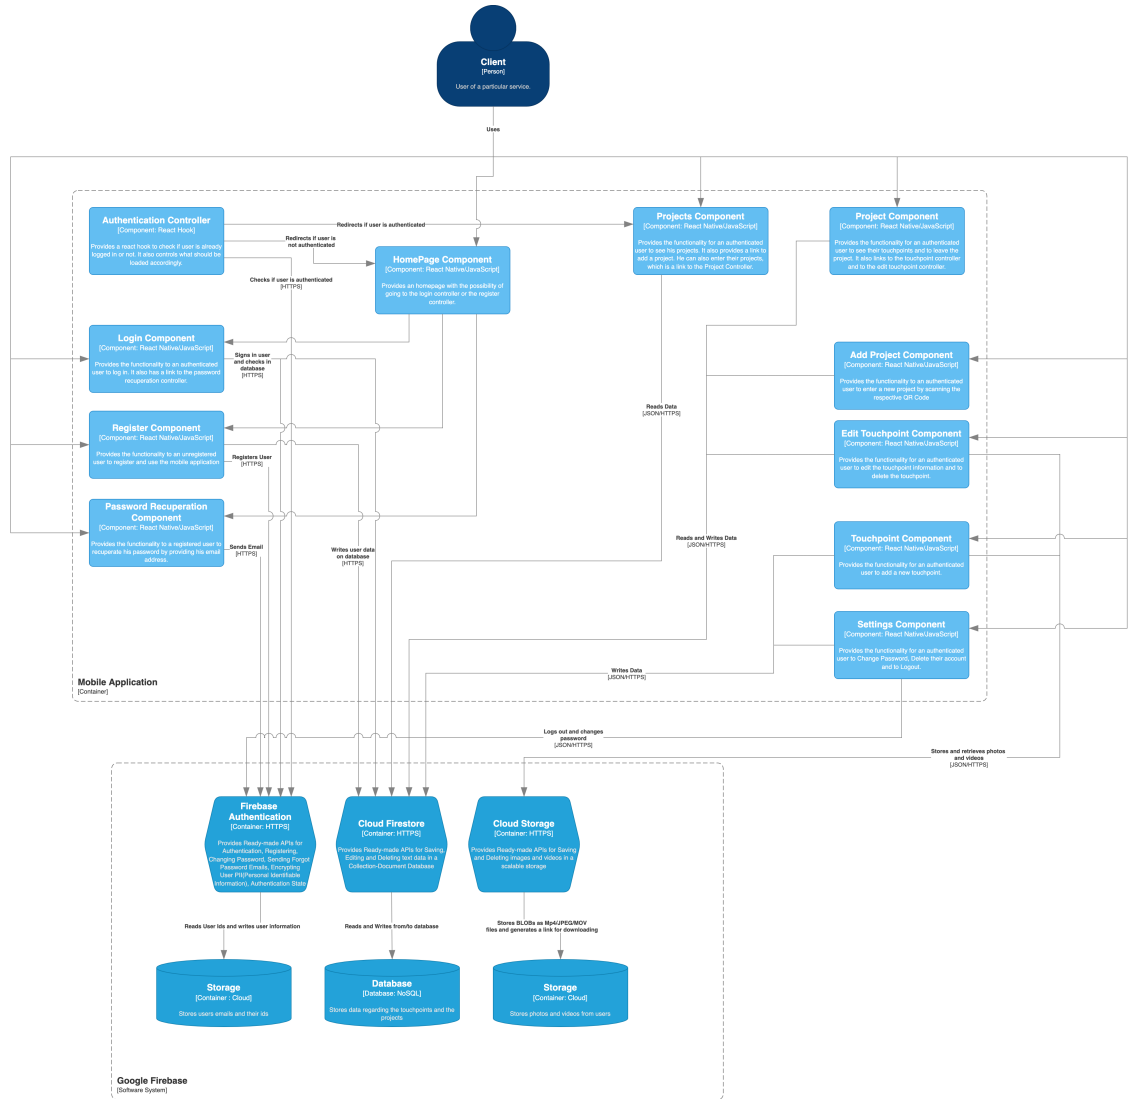 Client
[Person]
User of a particular service.
Uses
Authentication Controller
[Component: React Hook]
Provides a react hook to check if user is already
logged in or not. It also controls what should be
loaded accordingly.
Redirects if user is authenticated
Redirects if user is
not authenticated
Checks if user is authenticated
[HTTPS]
HomePage Component
[Component: React Native/JavaScript]
Provides an homepage with the possibility of
going to the login controller or the register
controller.
Projects Component
[Component: React Native/JavaScript]
Provides the functionality for an authenticated
user to see his projects. It also provides a link to
add a project. He can also enter their projects,
which is a link to the Project Controller.
Project Component
[Component: React Native/JavaScript]
Provides the functionality for an authenticated
user to see their touchpoints and to leave the
project. It also links to the touchpoint controller
and to the edit touchpoint controller.
Login Component
[Component: React Native/JavaScript]
Provides the functionality to an authenticated
user to log in. It also has a link to the password
recuperation controller.
Signs in user
and checks in
database
[HTTPS]
Add Project Component
[Component: React Native/JavaScript]
Provides the functionality to an authenticated
user to enter a new project by scanning the
respective QR Code
Reads Data
[JSON/HTTPS]
Register Component
[Component: React Native/JavaScript]
Provides the functionality to an unregistered
user to register and use the mobile application
Registers User
[HTTPS]
Edit Touchpoint Component
[Component: React Native/JavaScript]
Provides the functionality for an authenticated
user to edit the touchpoint information and to
delete the touchpoint.
Password Recuperation
Component
[Component: React Native/JavaScript]
Provides the functionality to a registered user to
recuperate his password by providing his email
address.
Sends Email
[HTTPS]
Writes user data
on database
[HTTPS]
Reads and Writes Data
[JSON/HTTPS]
Touchpoint Component
[Component: React Native/JavaScript]
Provides the functionality for an authenticated
user to add a new touchpoint.
Settings Component
[Component: React Native/JavaScript]
Provides the functionality for an authenticated
user to Change Password, Delete their account
and to Logout.
Writes Data
[JSON/HTTPS]
Mobile Application
[Container]
Logs out and changes
password
[JSON/HTTPS]
Stores and retrieves photos
and videos
[JSON/HTTPS]
Firebase
Authentication
[Container: HTTPS]
Provides Ready-made APIs for
Authentication, Registering,
Changing Password, Sending Forgot
Password Emails, Encrypting
User PII(Personal Identifiable
Information), Authentication State
Cloud Firestore
[Container: HTTPS]
Provides Ready-made APIs for Saving,
Editing and Deleting text data in a
Collection-Document Database
Cloud Storage
[Container: HTTPS]
Provides Ready-made APIs for Saving
and Deleting images and videos in a
scalable storage
Reads User Ids and writes user information
Reads and Writes from/to database
Stores BLOBs as Mp4/JPEG/MOV
files and generates a link for downloading
Storage
[Container : Cloud]
Stores users emails and their ids
Database
[Database: NoSQL]
Stores data regarding the touchpoints and the
projects
Storage
[Container: Cloud]
Stores photos and videos from users
Google Firebase
[Software System]